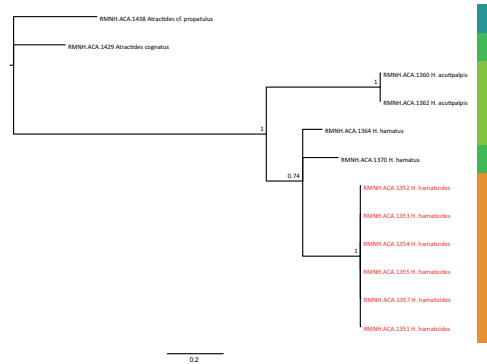 RMNH.ACA.1438 Atractides cf. propatulus
RMNH.ACA.1429 Atractides cognatus
RMNH.ACA.1360 H. acutipalpis
1
RMNH.ACA.1362 H. acutipalpis
1
RMNH.ACA.1364 H. hamatus
RMNH.ACA.1370 H. hamatus
0.74
RMNH.ACA.1352 H. hamatoides
RMNH.ACA.1353 H. hamatoides
RMNH.ACA.1354 H. hamatoides
1
RMNH.ACA.1355 H. hamatoides
RMNH.ACA.1357 H. hamatoides
RMNH.ACA.1351 H. hamatoides
0.2